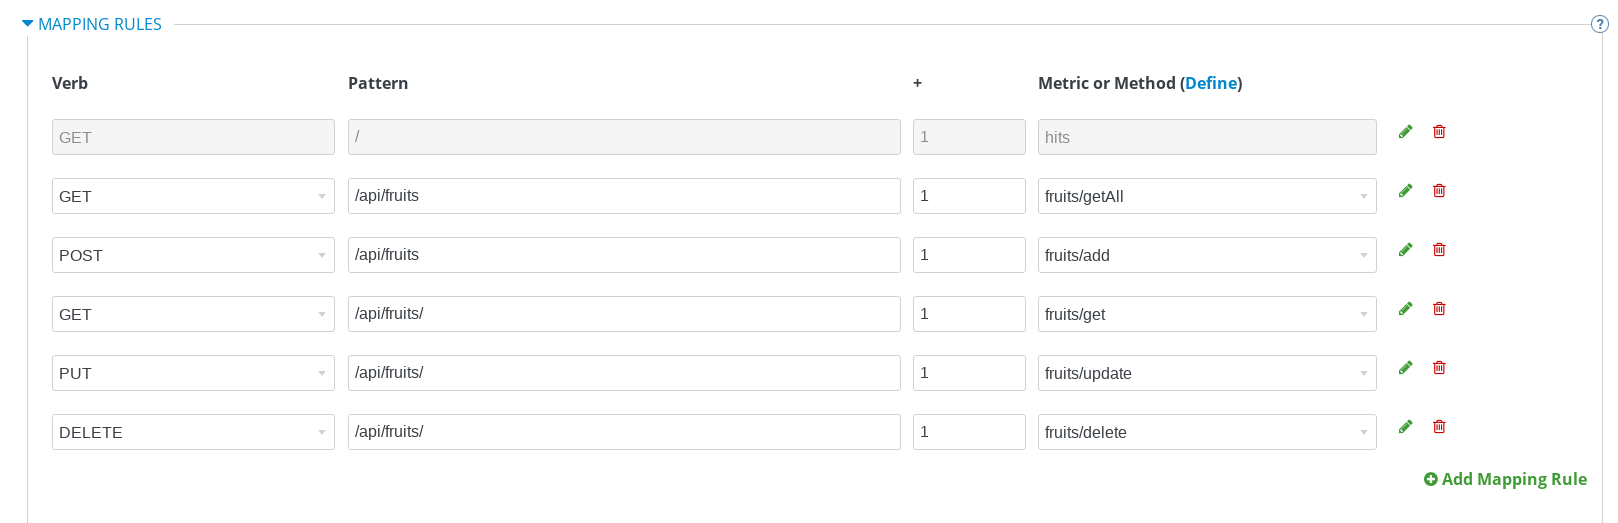 MAPPING RULES ?
Verb Pattern + Metric or Method (Define)
GET / 1 hits
GET /api/fruits 1 fruits/getAll
POST /api/fruits 1 fruits/add
GET /api/fruits/ 1 fruits/get
PUT /api/fruits/ 1 fruits/update
DELETE /api/fruits/ 1 fruits/delete
Add Mapping Rule